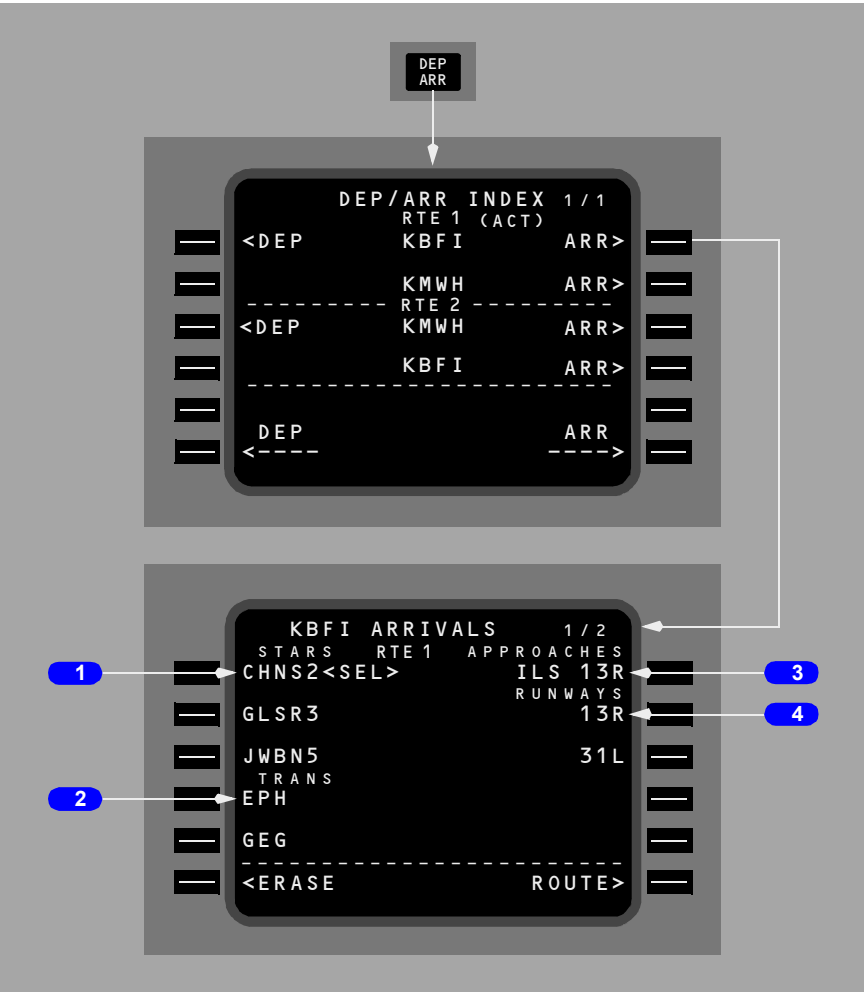 DEP
ARR
DEP/ARR INDEX 1/1
RTE 1 (ACT)
<DEP KBFI ARR>
KMWH ARR>
--------- RTE 2 ---------
<DEP KMWH ARR>
KBFI ARR>
------------------------
DEP ARR
<---- ---->
KBFI ARRIVALS 1/2
STARS RTE 1 APPROACHES
1 CHNS2<SEL> ILS 13R 3
RUNWAYS
GLSR3 13R 4
JWBN5 31L
TRANS
2 EPH
GEG
------------------------
<ERASE ROUTE>